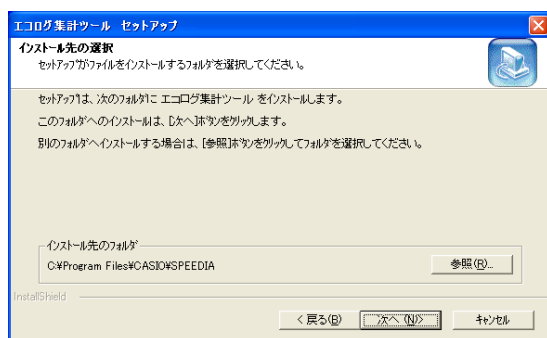 エコログ集計ツール セットアップ
インストール先の選択
セットアップがファイルをインストールするフォルダを選択してください。
セットアップは、次のフォルダに エコログ集計ツール をインストールします。
このフォルダへのインストールは、[次へ]ボタンをクリックします。
別のフォルダへインストールする場合は、[参照]ボタンをクリックしてフォルダを選択してください。
インストール先のフォルダ
C:¥Program Files¥CASIO¥SPEEDIA
参照(R)...
InstallShield
< 戻る(B)
次へ (N)>
キャンセル